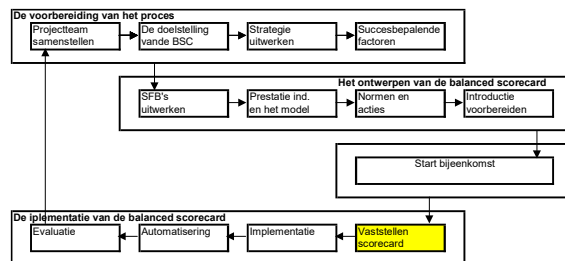 De voorbereiding van het proces
Projectteam
samenstellen
De doelstelling
vande BSC
Strategie
uitwerken
Succesbepalende
factoren
Het ontwerpen van de balanced scorecard
SFB's
uitwerken
Prestatie ind.
en het model
Normen en
acties
Introductie
voorbereiden
Start bijeenkomst
De iplementatie van de balanced scorecard
Evaluatie
Automatisering
Implementatie
Vaststellen
scorecard